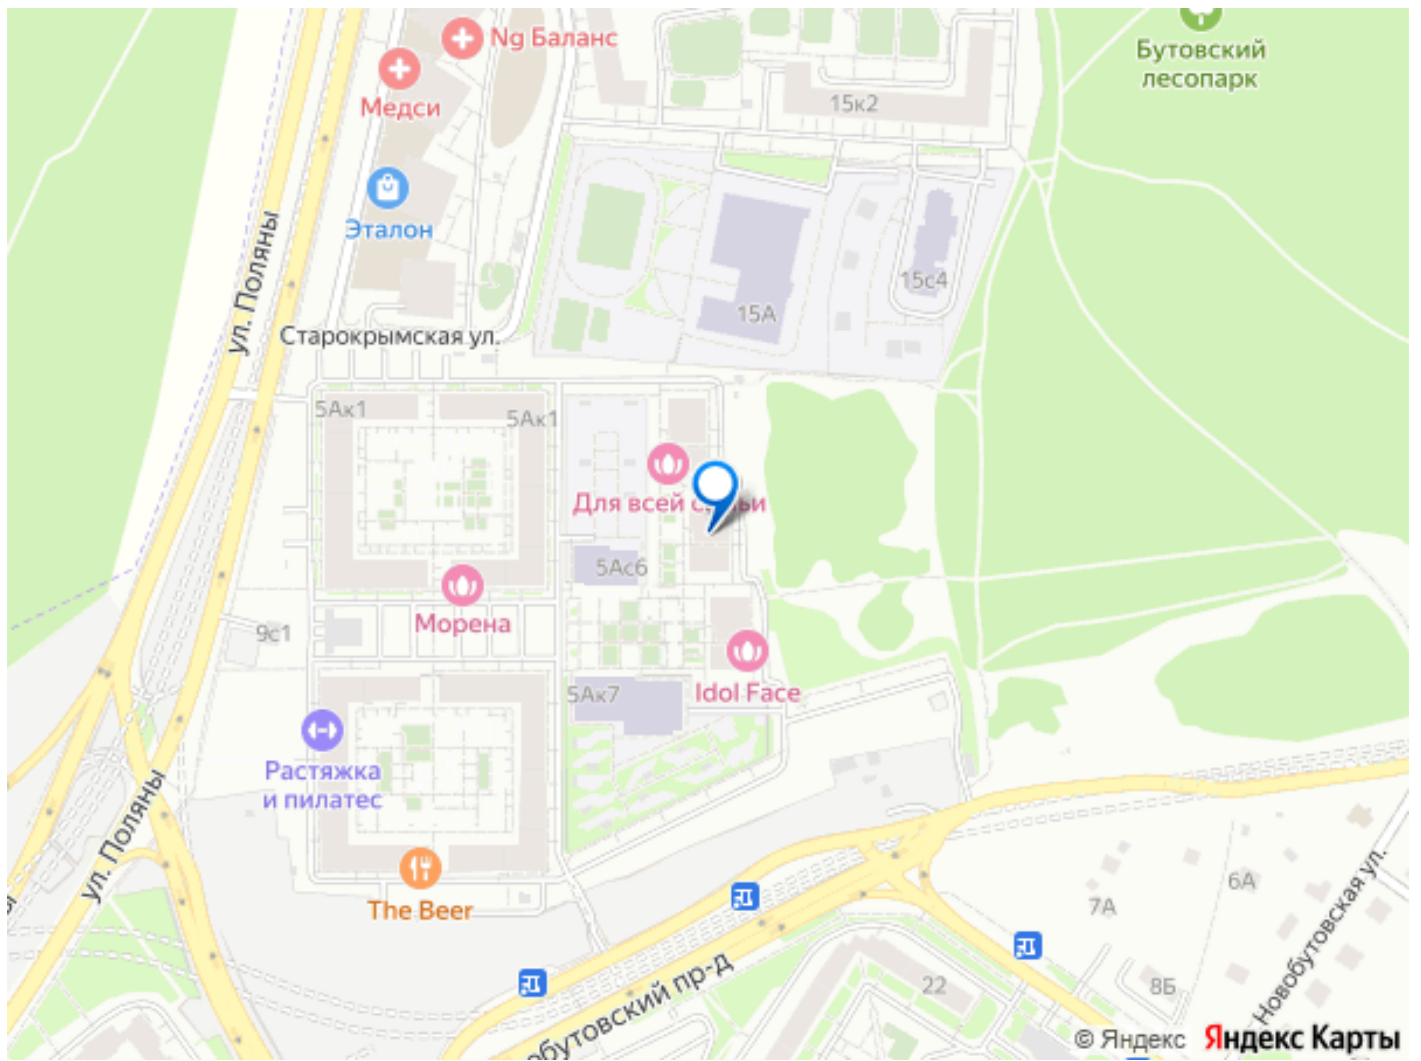 Ng Баланс
Медси
Бутовский
лесопарк
15к2
Эталон
ул. Поляны
15с4
15А
Старокрымская ул.
5Ак1
5Ак1
Для всей
5Ас6
Морена
9с1
Idol Face
5Ак7
Растяжка
и пилатес
ул. Поляны
The Beer
6А
7А
8Б
22
обутовский пр-д
Новобутовская ул.
© Яндекс Яндекс Карты